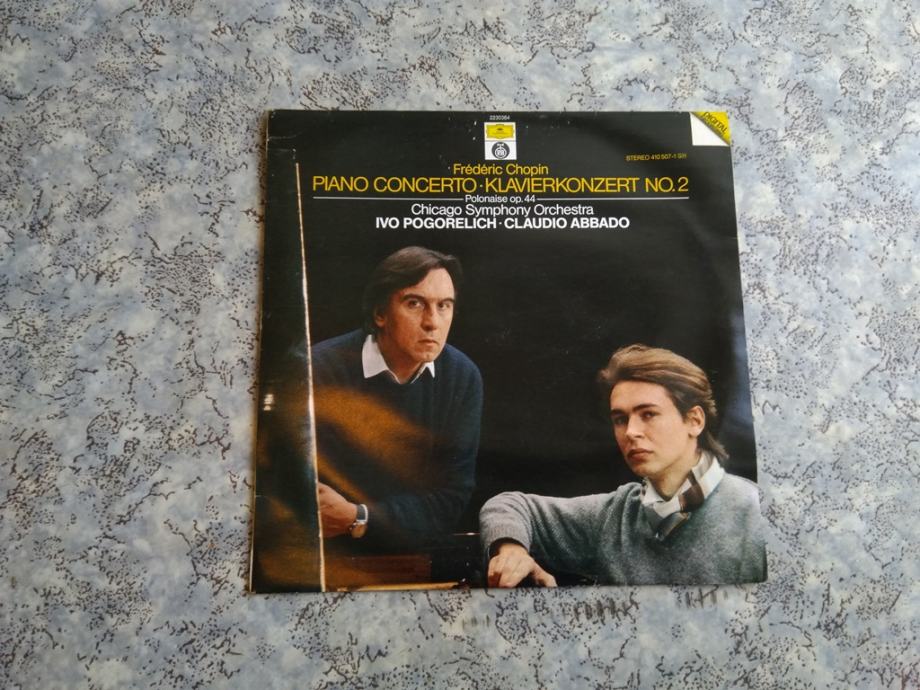 2230364
DIGITAL
STEREO 410 507-1
Frédéric Chopin
PIANO CONCERTO · KLAVIERKONZERT NO. 2
Polonaise op. 44
Chicago Symphony Orchestra
IVO POGORELICH · CLAUDIO ABBADO